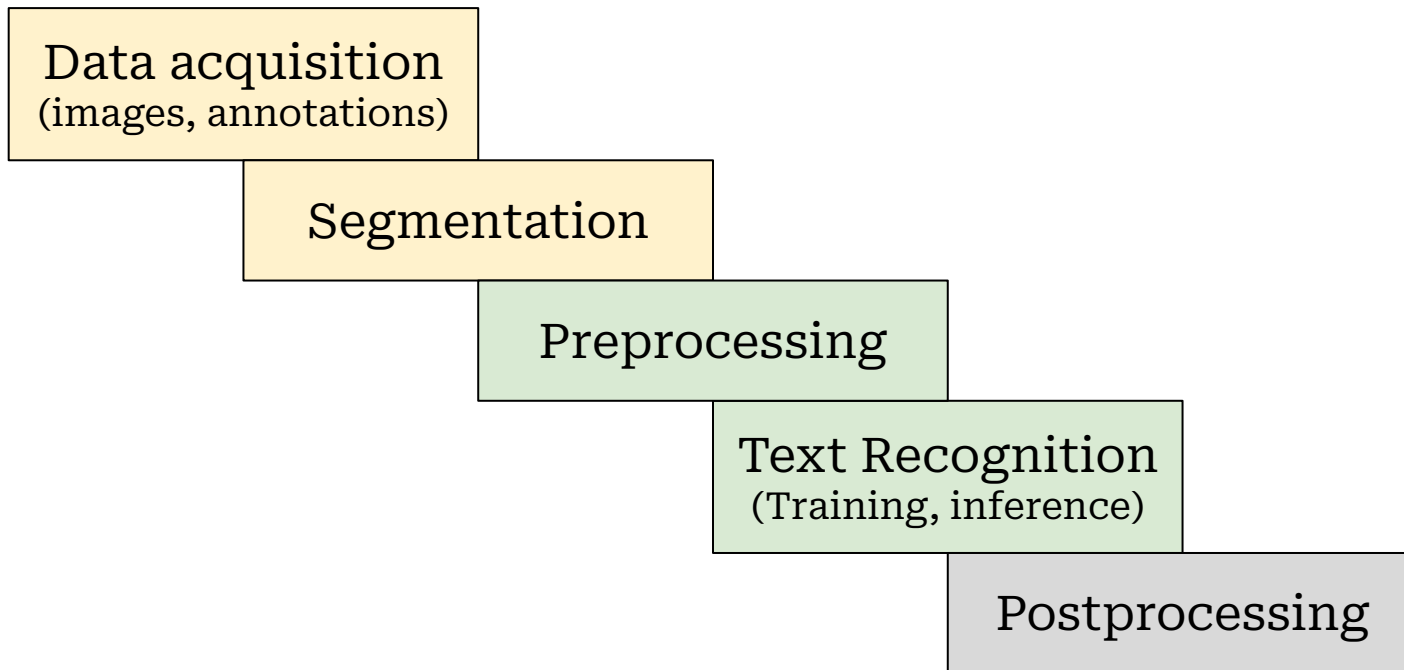 Data acquisition
(images, annotations)
Segmentation
Preprocessing
Text Recognition
(Training, inference)
Postprocessing